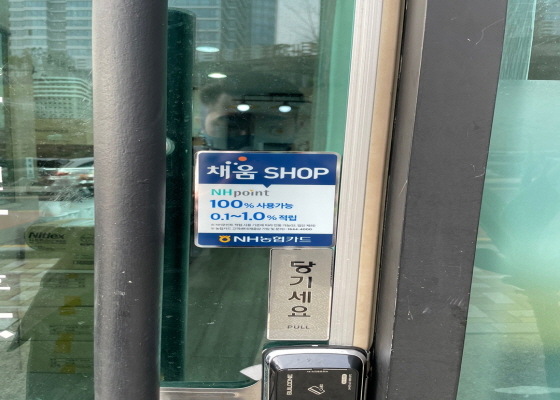 채움 SHOP
NHpoint
100% 사용가능
0.1~1.0% 적립
NH농협카드
당기세요
PULL
Nittax